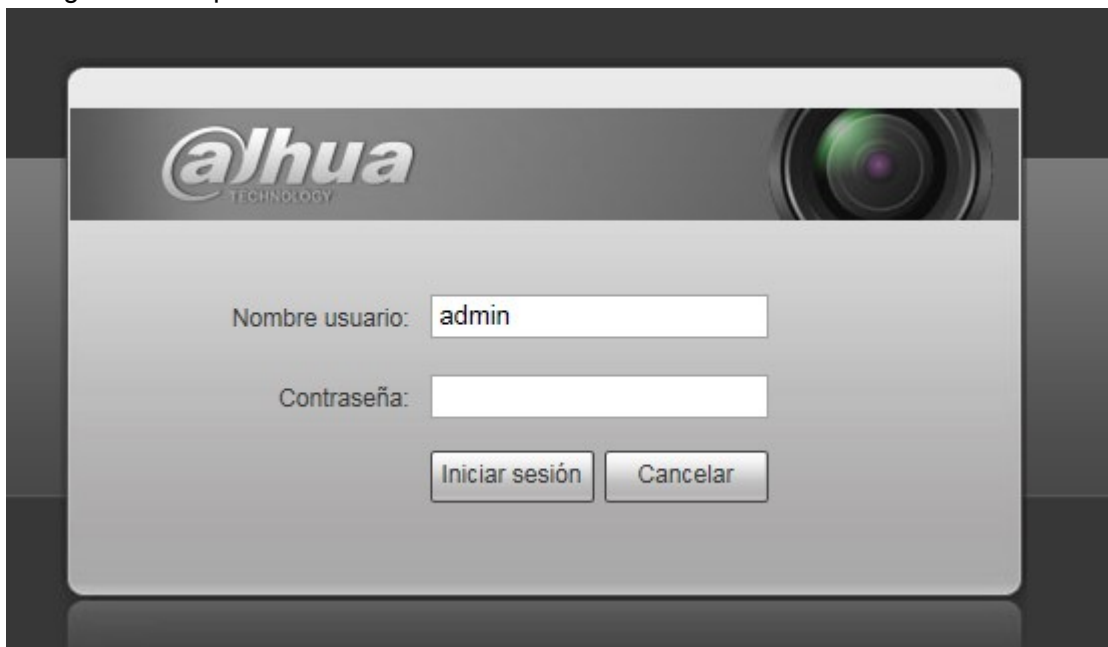 alhua
TECHNOLOGY
Nombre usuario: admin
Contraseña:
Iniciar sesión Cancelar